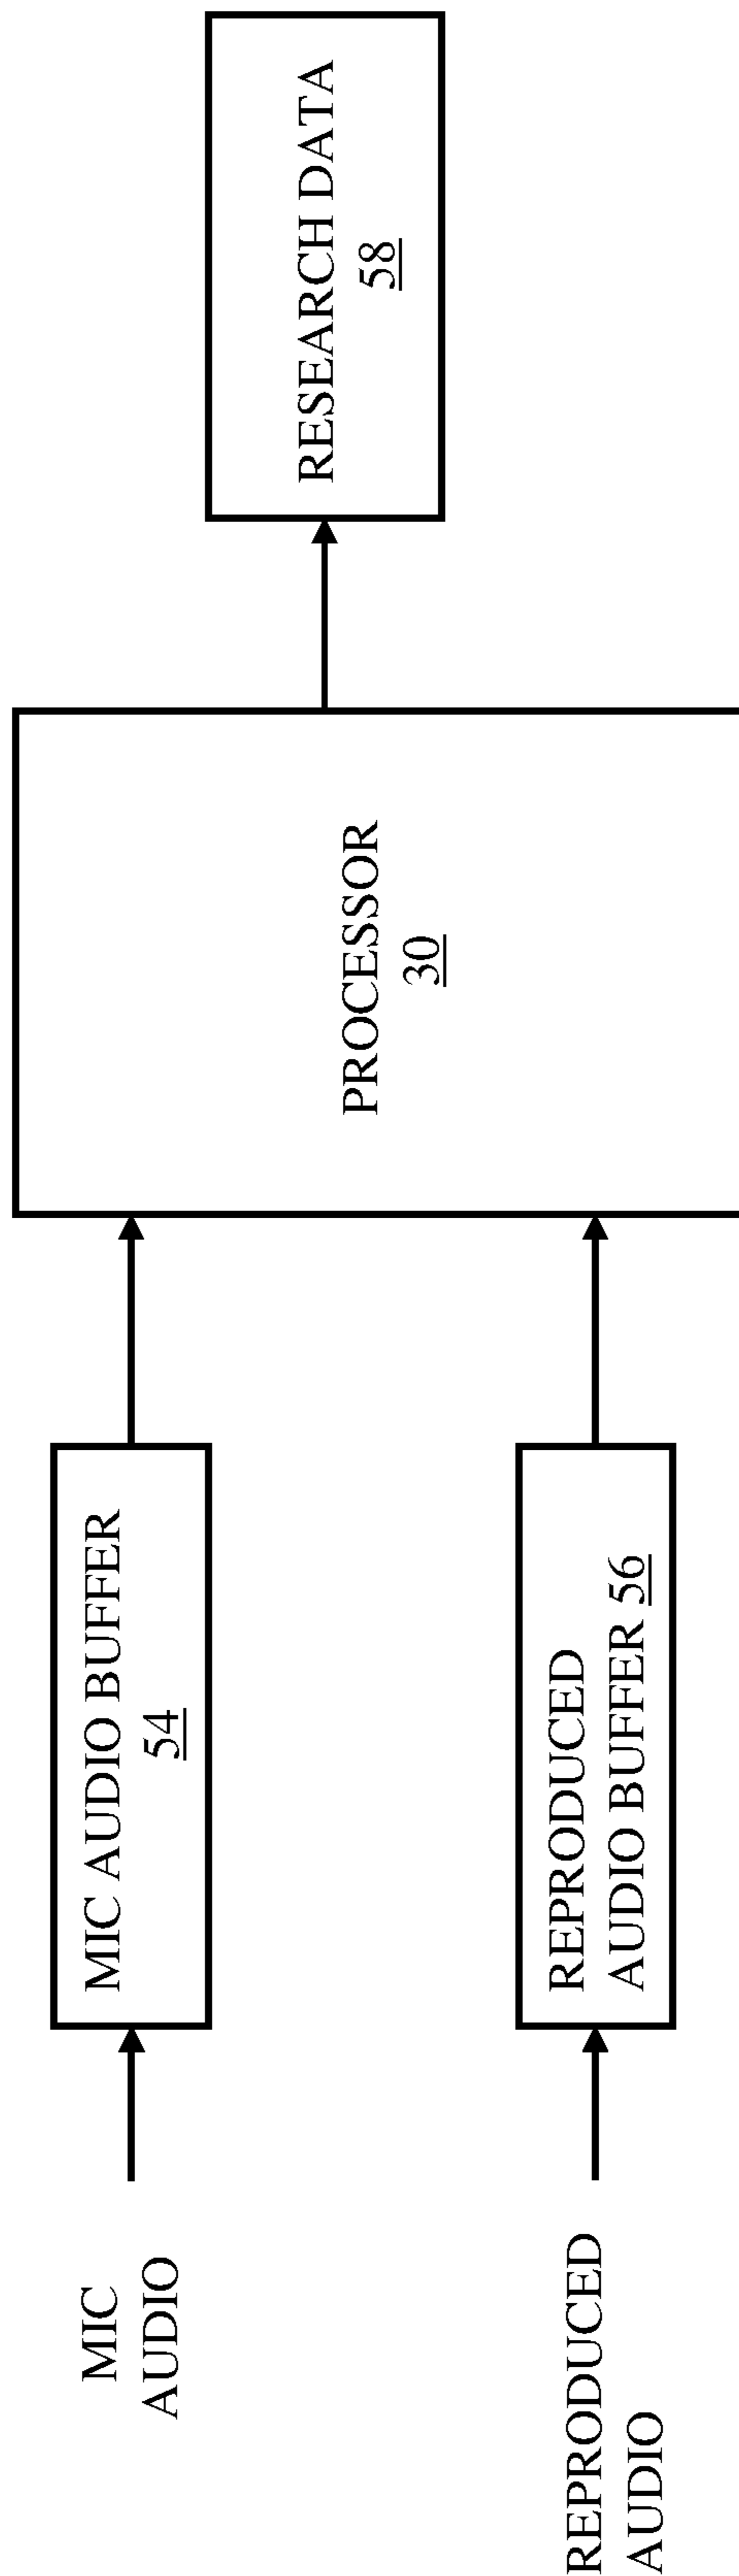 MIC
AUDIO
MIC AUDIO BUFFER
54
REPRODUCED
AUDIO
REPRODUCED
AUDIO BUFFER 56
PROCESSOR
30
RESEARCH DATA
58